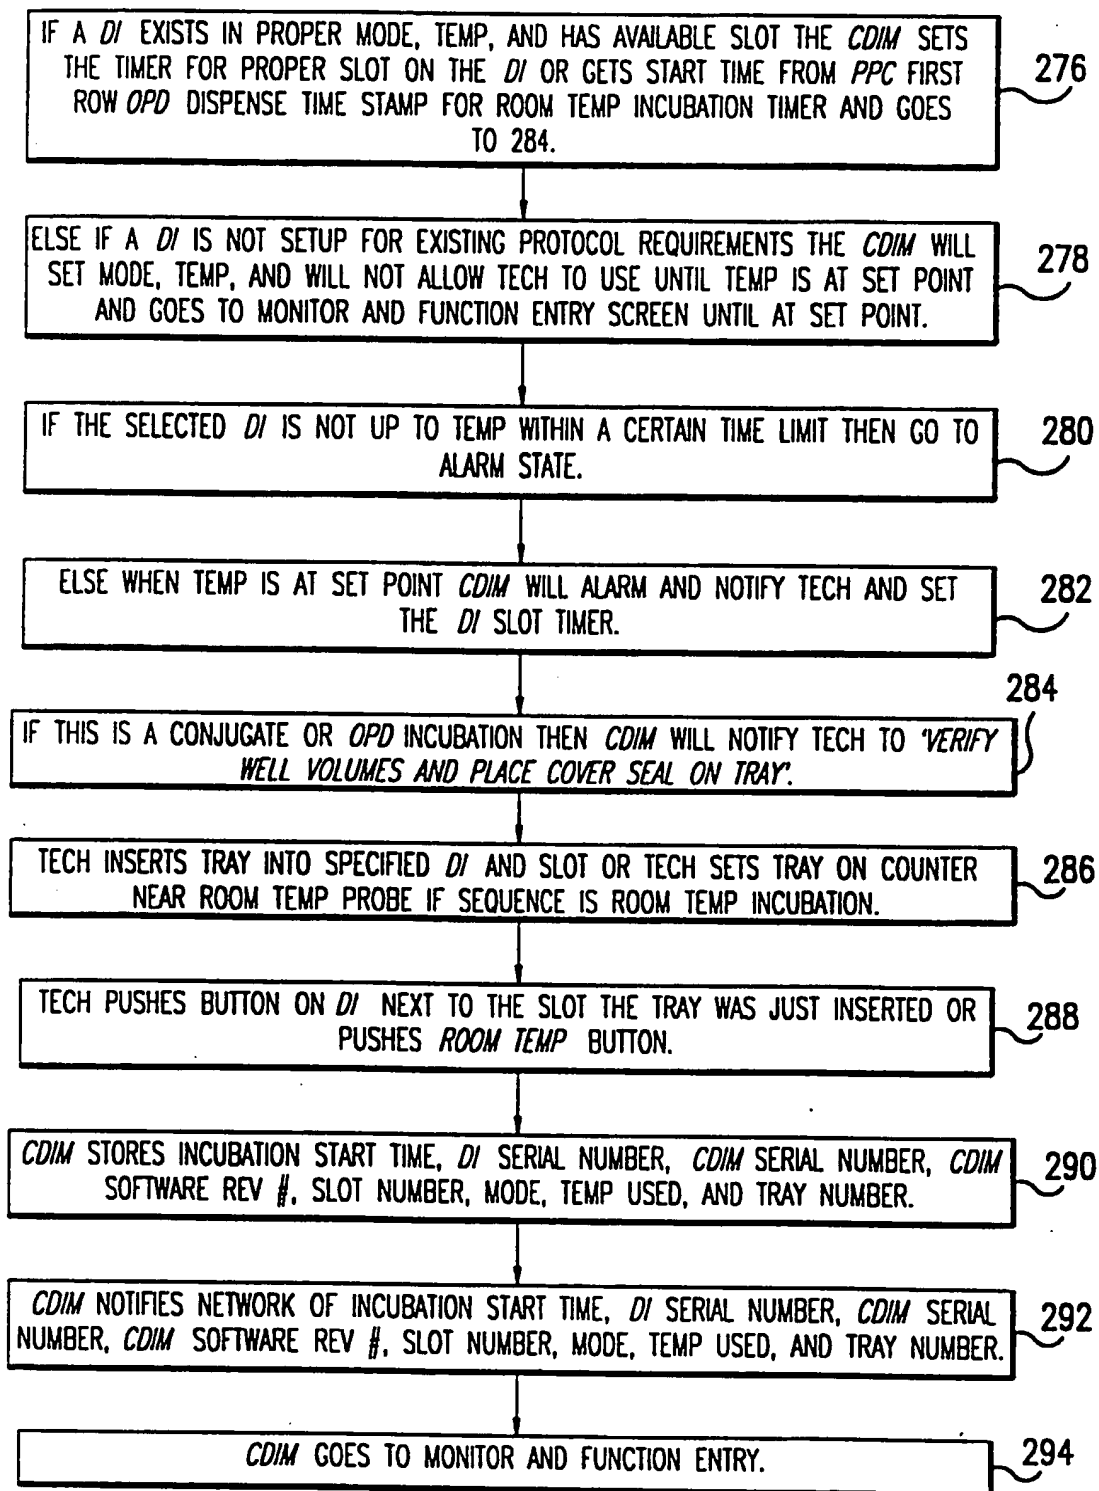 IF A DI EXISTS IN PROPER MODE, TEMP, AND HAS AVAILABLE SLOT THE CDIM SETS
THE TIMER FOR PROPER SLOT ON THE DI OR GETS START TIME FROM PPC FIRST
ROW OPD DISPENSE TIME STAMP FOR ROOM TEMP INCUBATION TIMER AND GOES
TO 284.
276
ELSE IF A DI IS NOT SETUP FOR EXISTING PROTOCOL REQUIREMENTS THE CDIM WILL
SET MODE, TEMP, AND WILL NOT ALLOW TECH TO USE UNTIL TEMP IS AT SET POINT
AND GOES TO MONITOR AND FUNCTION ENTRY SCREEN UNTIL AT SET POINT.
278
IF THE SELECTED DI IS NOT UP TO TEMP WITHIN A CERTAIN TIME LIMIT THEN GO TO
ALARM STATE.
280
ELSE WHEN TEMP IS AT SET POINT CDIM WILL ALARM AND NOTIFY TECH AND SET
THE DI SLOT TIMER.
282
IF THIS IS A CONJUGATE OR OPD INCUBATION THEN CDIM WILL NOTIFY TECH TO 'VERIFY
WELL VOLUMES AND PLACE COVER SEAL ON TRAY'.
284
TECH INSERTS TRAY INTO SPECIFIED DI AND SLOT OR TECH SETS TRAY ON COUNTER
NEAR ROOM TEMP PROBE IF SEQUENCE IS ROOM TEMP INCUBATION.
286
TECH PUSHES BUTTON ON DI NEXT TO THE SLOT THE TRAY WAS JUST INSERTED OR
PUSHES ROOM TEMP BUTTON.
288
CDIM STORES INCUBATION START TIME, DI SERIAL NUMBER, CDIM SERIAL NUMBER, CDIM
SOFTWARE REV #, SLOT NUMBER, MODE, TEMP USED, AND TRAY NUMBER.
290
CDIM NOTIFIES NETWORK OF INCUBATION START TIME, DI SERIAL NUMBER, CDIM SERIAL
NUMBER, CDIM SOFTWARE REV #, SLOT NUMBER, MODE, TEMP USED, AND TRAY NUMBER.
292
CDIM GOES TO MONITOR AND FUNCTION ENTRY.
294